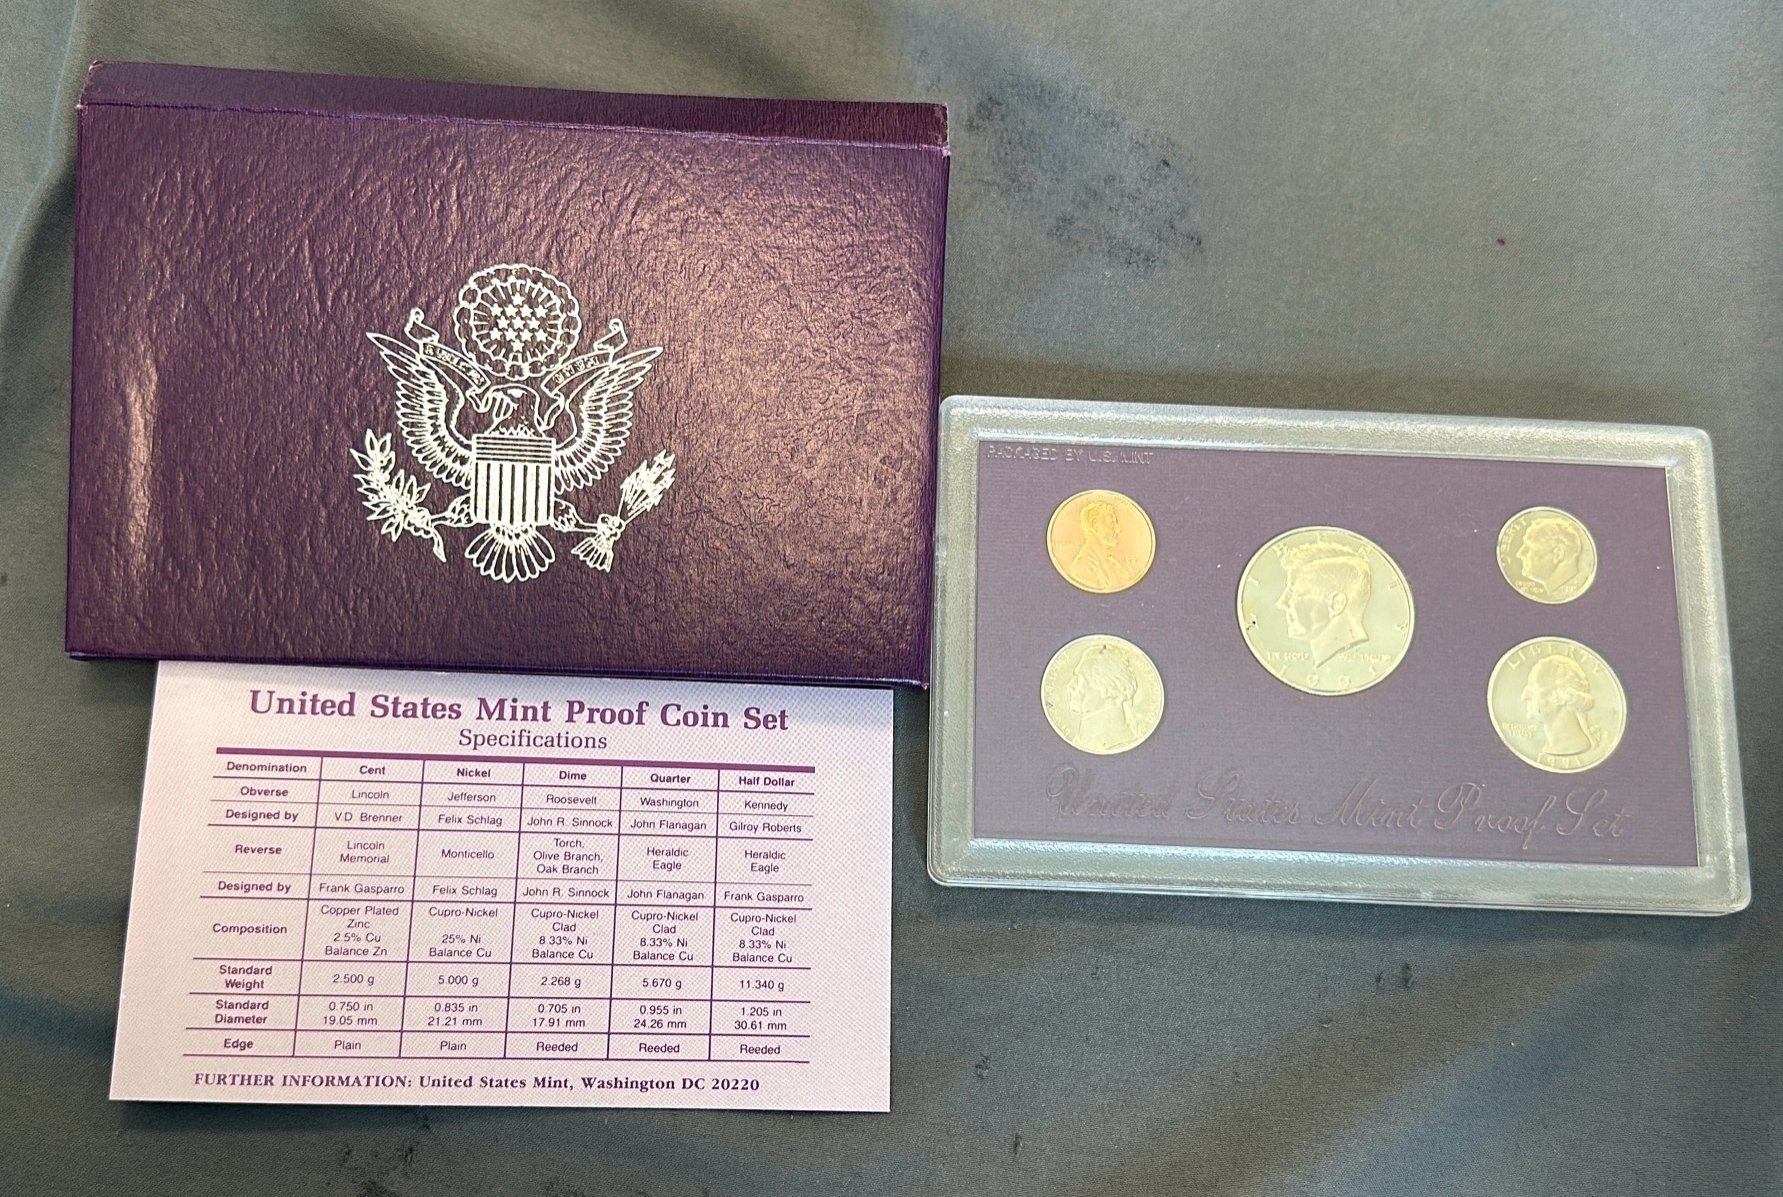 PACKAGED BY U.S. MINT
LIBERTY
IN GOD WE TRUST
LIBERTY
1991
United States Mint Proof Set
United States Mint Proof Coin Set
Specifications
Denomination Cent Nickel Dime Quarter Half Dollar
Obverse Lincoln Jefferson Roosevelt Washington Kennedy
Designed by V.D. Brenner Felix Schlag John R. Sinnock John Flanagan Gilroy Roberts
Reverse Lincoln Memorial Monticello Torch, Olive Branch, Oak Branch Heraldic Eagle Heraldic Eagle
Designed by Frank Gasparro Felix Schlag John R. Sinnock John Flanagan Frank Gasparro
Composition Copper Plated Zinc 2.5% Cu Balance Zn Cupro-Nickel 25% Ni Balance Cu Cupro-Nickel Clad 8.33% Ni Balance Cu Cupro-Nickel Clad 8.33% Ni Balance Cu Cupro-Nickel Clad 8.33% Ni Balance Cu
Standard Weight 2.500 g 5.000 g 2.268 g 5.670 g 11.340 g
Standard Diameter 0.750 in 19.05 mm 0.835 in 21.21 mm 0.705 in 17.91 mm 0.955 in 24.26 mm 1.205 in 30.61 mm
Edge Plain Plain Reeded Reeded Reeded
FURTHER INFORMATION: United States Mint, Washington DC 20220